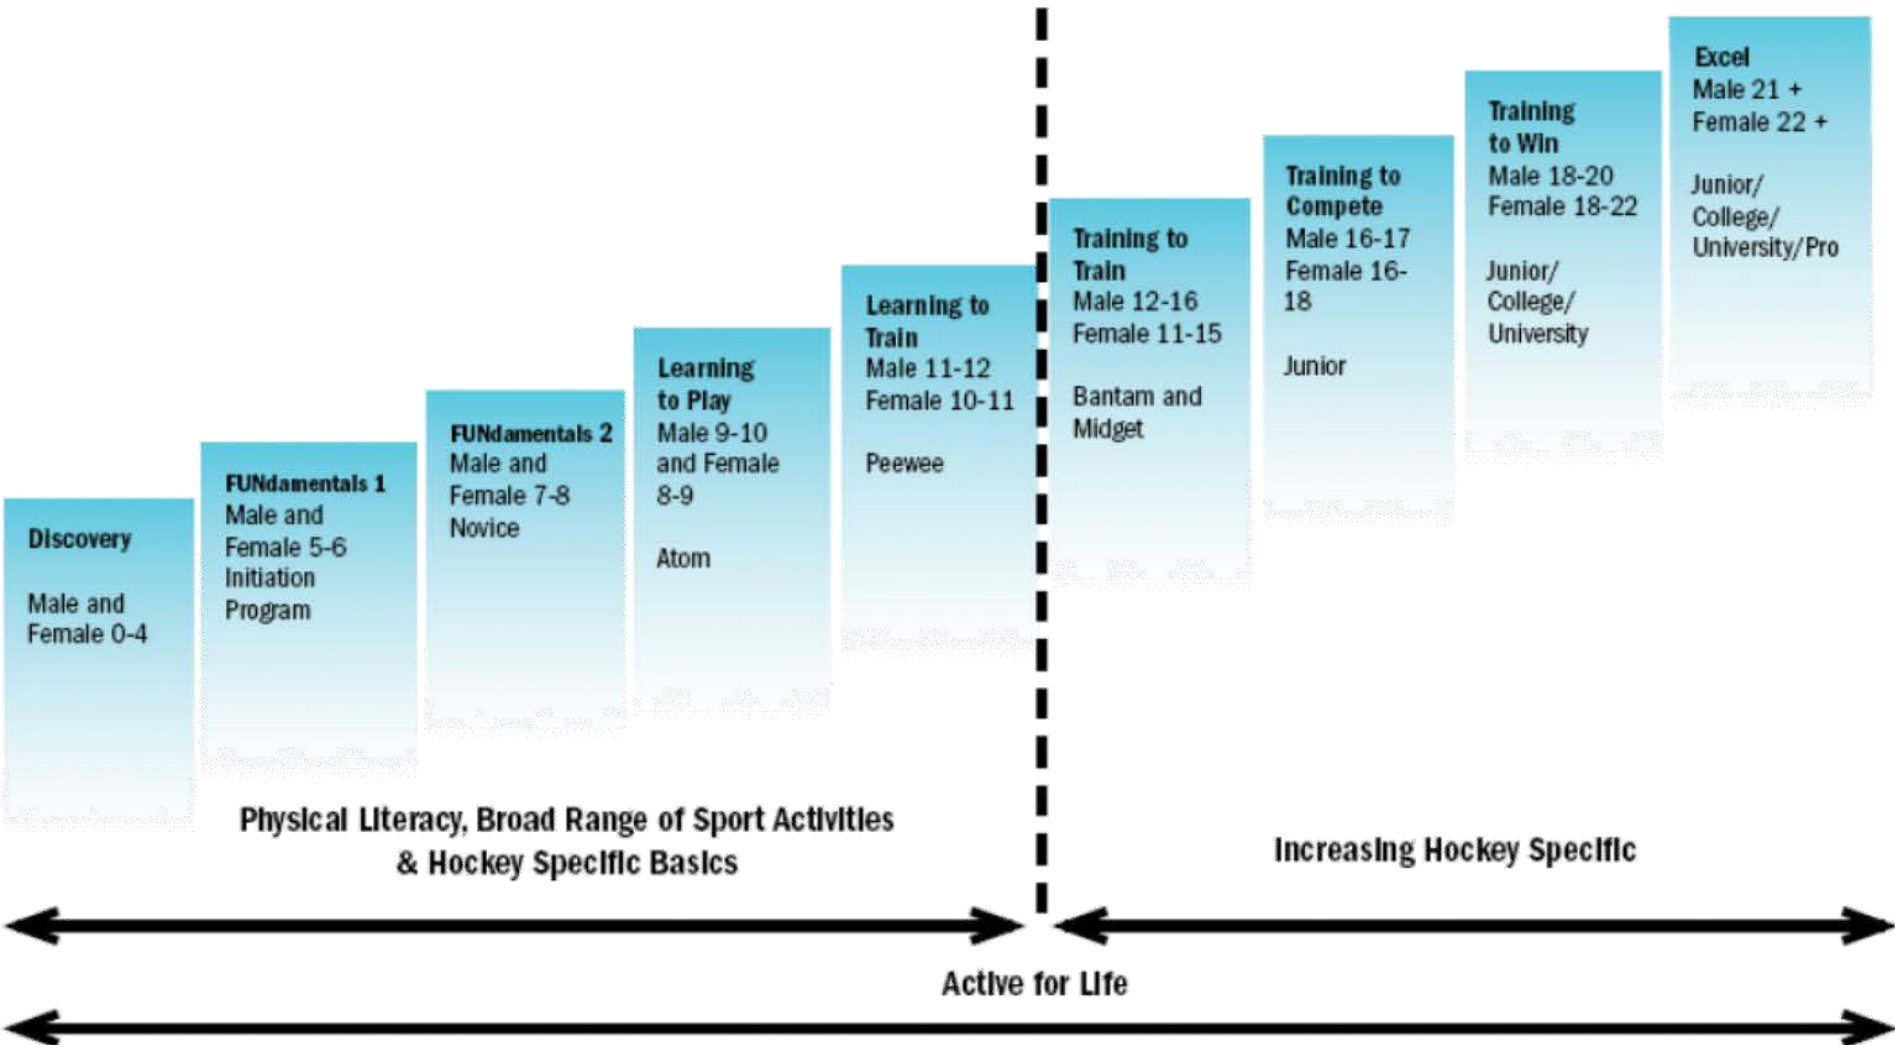 Discovery
Male and
Female 0-4
FUNdamentals 1
Male and
Female 5-6
Initiation
Program
FUNdamentals 2
Male and
Female 7-8
Novice
Learning
to Play
Male 9-10
and Female
8-9
Atom
Learning to
Train
Male 11-12
Female 10-11
Peewee
Training to
Train
Male 12-16
Female 11-15
Bantam and
Midget
Training to
Compete
Male 16-17
Female 16-
18
Junior
Training
to Win
Male 18-20
Female 18-22
Junior/
College/
University
Excel
Male 21 +
Female 22 +
Junior/
College/
University/Pro
Physical Literacy, Broad Range of Sport Activities
& Hockey Specific Basics
Increasing Hockey Specific
Active for Life